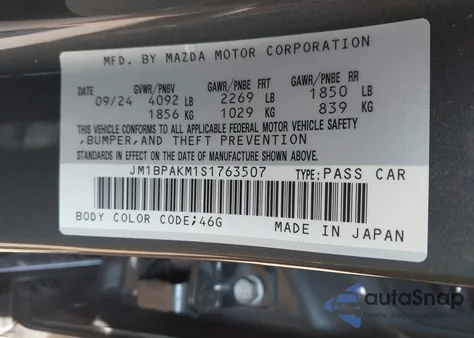 MFD. BY MAZDA MOTOR CORPORATION
GVWR/PNBV GAWR/PNBE FRT GAWR/PNBE RR
09/24 4092 LB 2269 LB 1850 LB
1856 KG 1029 KG 839 KG
THIS VEHICLE CONFORMS TO ALL APPLICABLE FEDERAL MOTOR VEHICLE SAFETY
,BUMPER,AND THEFT PREVENTION
STANDARDS IN EFFECT ON THE DATE OF MANUFACTURE SHOWN ABOVE.
JM1BPAKM1S1763507 TYPE: PASS CAR
BODY COLOR CODE;46G
MADE IN JAPAN
autoSnap